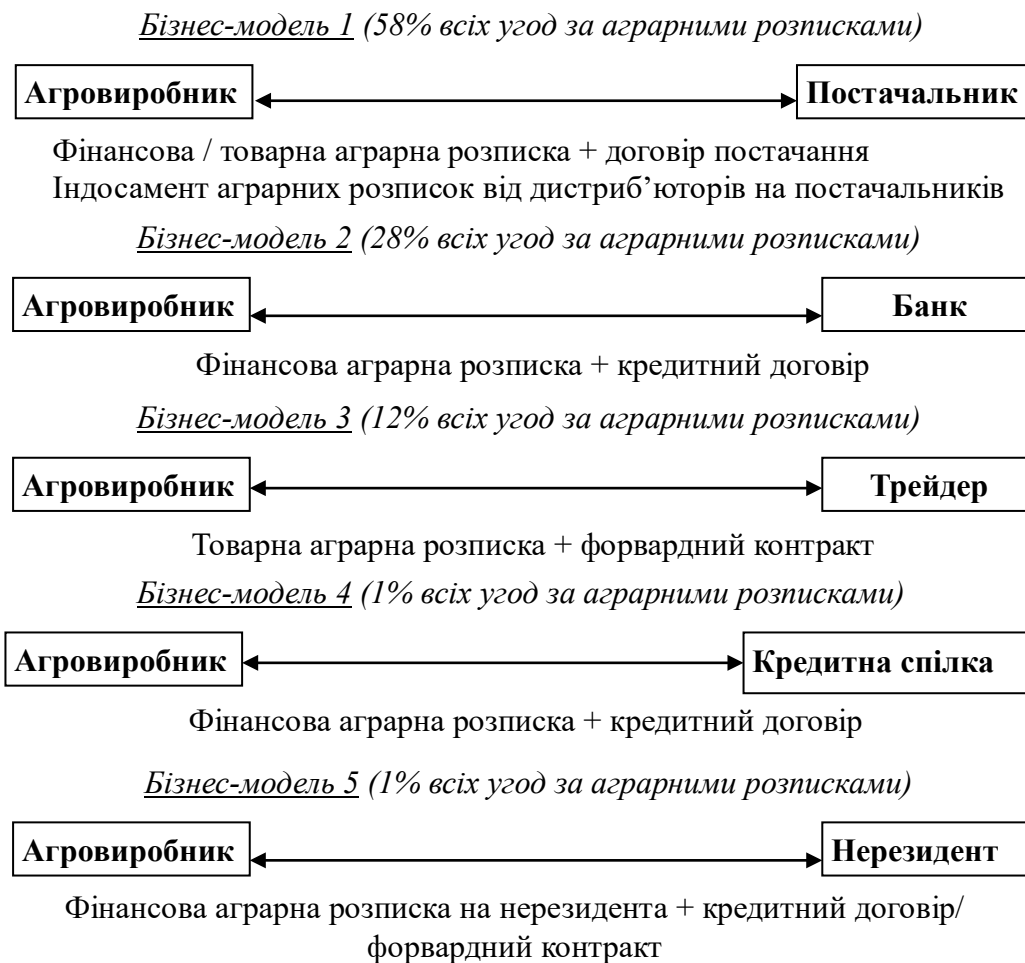 Бізнес-модель 1 (58% всіх угод за аграрними розписками)
Агровиробник Постачальник
Фінансова / товарна аграрна розписка + договір постачання
Індосамент аграрних розписок від дистриб’юторів на постачальників
Бізнес-модель 2 (28% всіх угод за аграрними розписками)
Агровиробник Банк
Фінансова аграрна розписка + кредитний договір
Бізнес-модель 3 (12% всіх угод за аграрними розписками)
Агровиробник Трейдер
Товарна аграрна розписка + форвардний контракт
Бізнес-модель 4 (1% всіх угод за аграрними розписками)
Агровиробник Кредитна спілка
Фінансова аграрна розписка + кредитний договір
Бізнес-модель 5 (1% всіх угод за аграрними розписками)
Агровиробник Нерезидент
Фінансова аграрна розписка на нерезидента + кредитний договір/
форвардний контракт